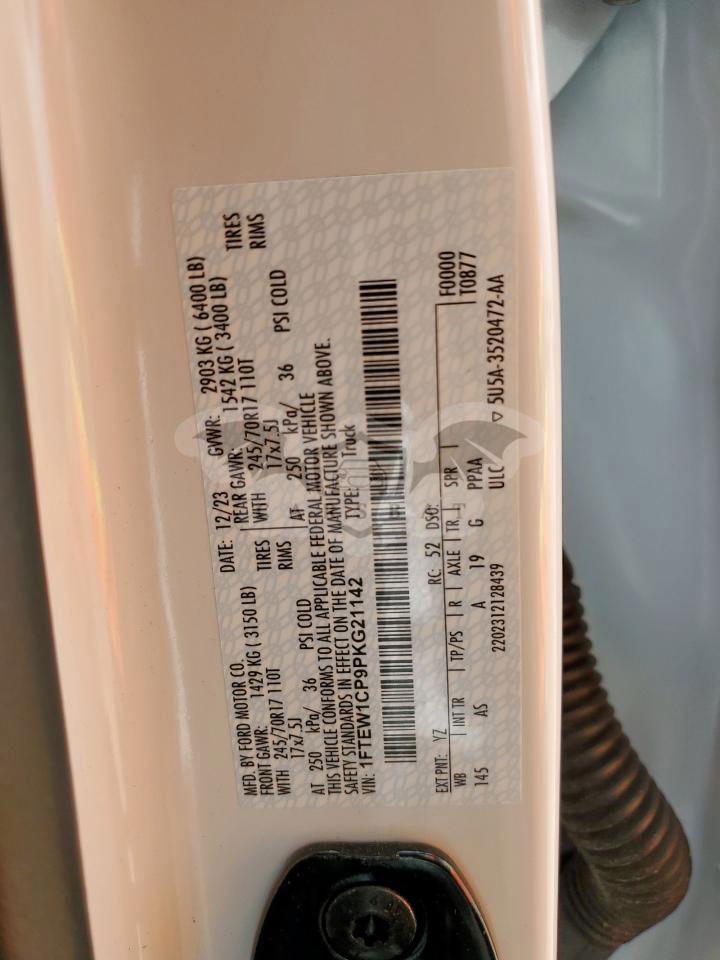 MFD. BY FORD MOTOR CO. DATE: 12/23 GVWR: 2903 KG ( 6400 LB)
FRONT GAWR: 1429 KG ( 3150 LB) REAR GAWR: 1542 KG ( 3400 LB)
WITH 245/70R17 110T TIRES WITH 245/70R17 110T TIRES
17x7.5J RIMS 17x7.5J RIMS
AT 250 kPa/ 36 PSI COLD AT 250 kPa/ 36 PSI COLD
THIS VEHICLE CONFORMS TO ALL APPLICABLE FEDERAL MOTOR VEHICLE
SAFETY STANDARDS IN EFFECT ON THE DATE OF MANUFACTURE SHOWN ABOVE.
VIN: 1FTEW1CP9PKG21142 TYPE: Truck
EXT PNT: YZ RC: 52 DSO: F0000
WB INT TR TP/PS R AXLE TR SPR T0877
145 AS A 19 G PPAA
2202312128439 ULC ▽ 5U5A-3520472-AA